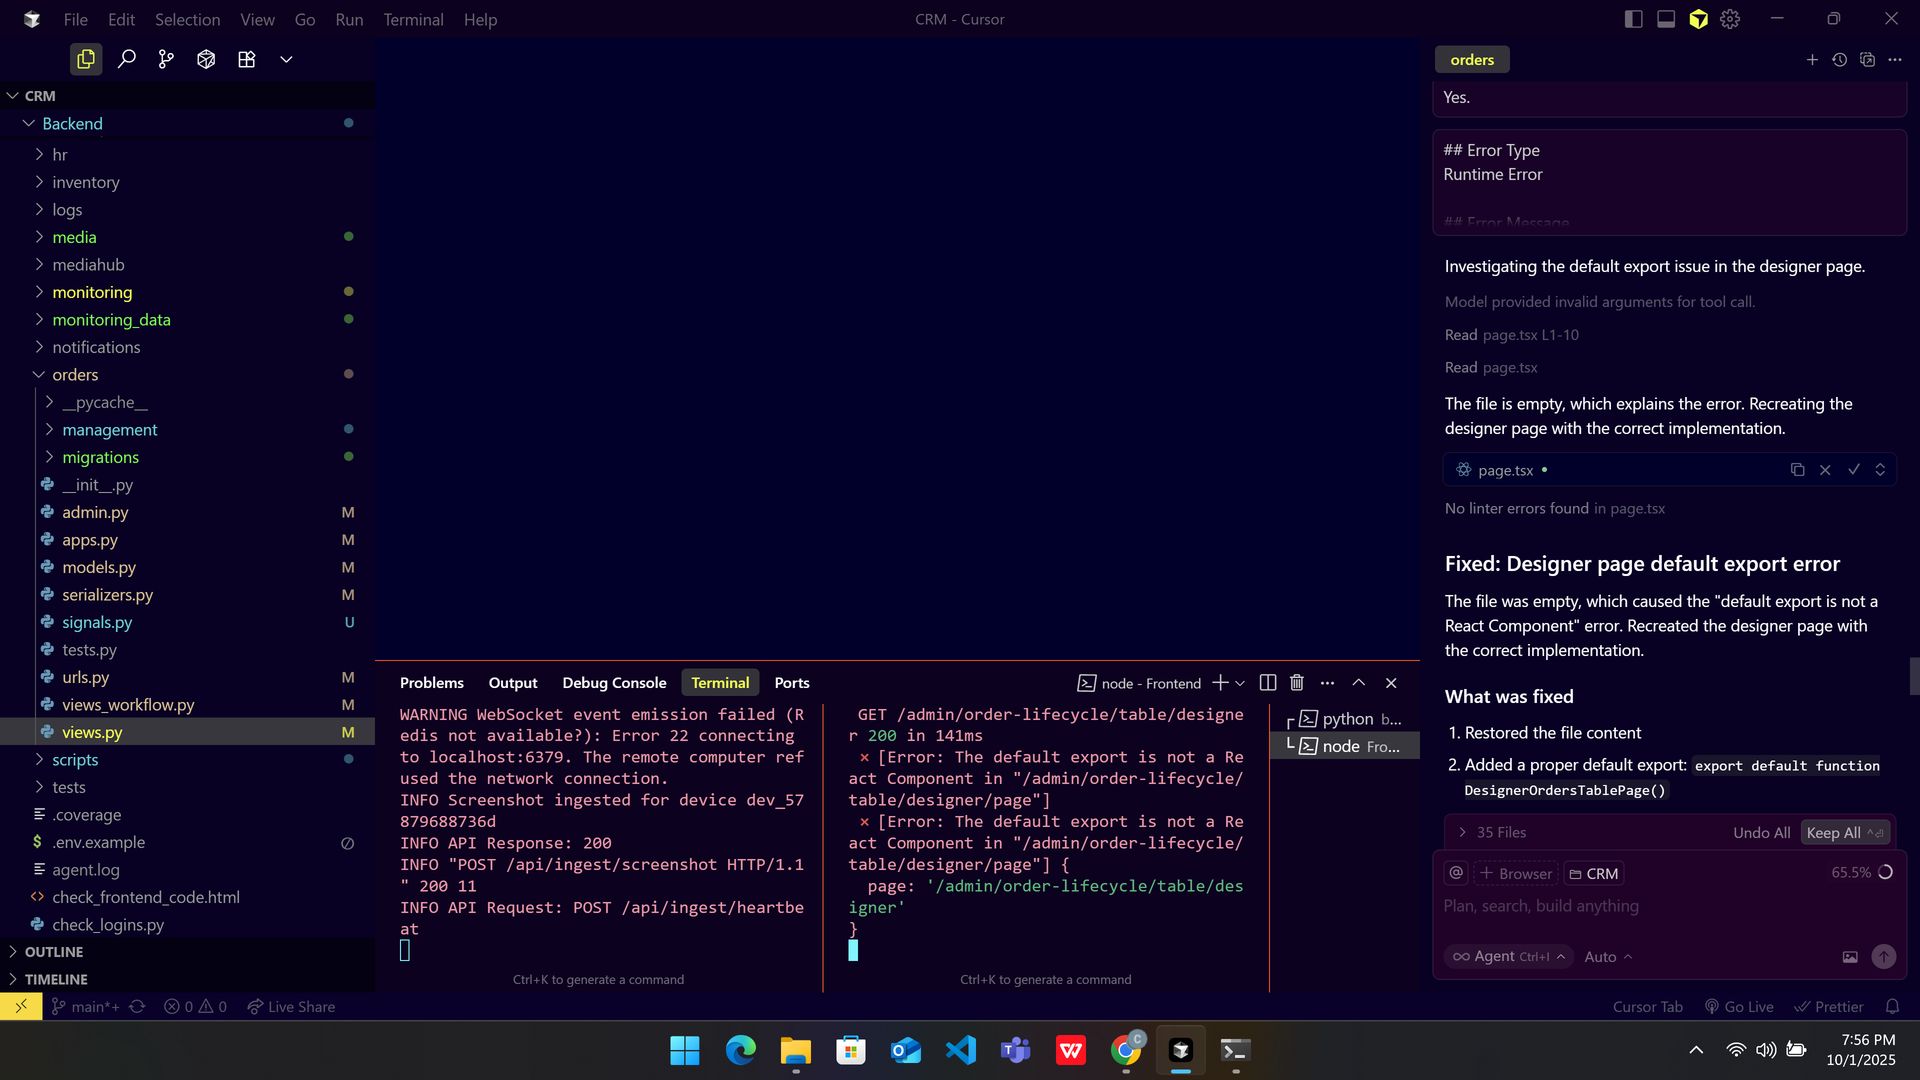 File Edit Selection View Go Run Terminal Help
CRM - Cursor
CRM
Backend
hr
inventory
logs
media
mediahub
monitoring
monitoring_data
notifications
orders
__pycache__
management
migrations
__init__.py
admin.py M
apps.py M
models.py M
serializers.py M
signals.py U
tests.py
urls.py M
views_workflow.py M
views.py M
scripts
tests
.coverage
.env.example
agent.log
check_frontend_code.html
check_logins.py
OUTLINE
TIMELINE
Problems Output Debug Console Terminal Ports
node - Frontend
WARNING WebSocket event emission failed (R
edis not available?): Error 22 connecting
to localhost:6379. The remote computer ref
used the network connection.
INFO Screenshot ingested for device dev_57
879688736d
INFO API Response: 200
INFO "POST /api/ingest/screenshot HTTP/1.1
" 200 11
INFO API Request: POST /api/ingest/heartbe
at
Ctrl+K to generate a command
GET /admin/order-lifecycle/table/designe
r 200 in 141ms
× [Error: The default export is not a Re
act Component in "/admin/order-lifecycle/
table/designer/page"]
× [Error: The default export is not a Re
act Component in "/admin/order-lifecycle/
table/designer/page"] {
page: '/admin/order-lifecycle/table/des
igner'
}
Ctrl+K to generate a command
python b...
node Fro...
orders
Yes.
## Error Type
Runtime Error
## Error Message
Investigating the default export issue in the designer page.
Model provided invalid arguments for tool call.
Read page.tsx L1-10
Read page.tsx
The file is empty, which explains the error. Recreating the
designer page with the correct implementation.
page.tsx
No linter errors found in page.tsx
Fixed: Designer page default export error
The file was empty, which caused the "default export is not a
React Component" error. Recreated the designer page with
the correct implementation.
What was fixed
1. Restored the file content
2. Added a proper default export: export default function
DesignerOrdersTablePage()
35 Files Undo All Keep All
@ Browser CRM 65.5%
Plan, search, build anything
Agent Ctrl+I Auto
main*+ 0 0 Live Share
Cursor Tab Go Live Prettier
7:56 PM
10/1/2025